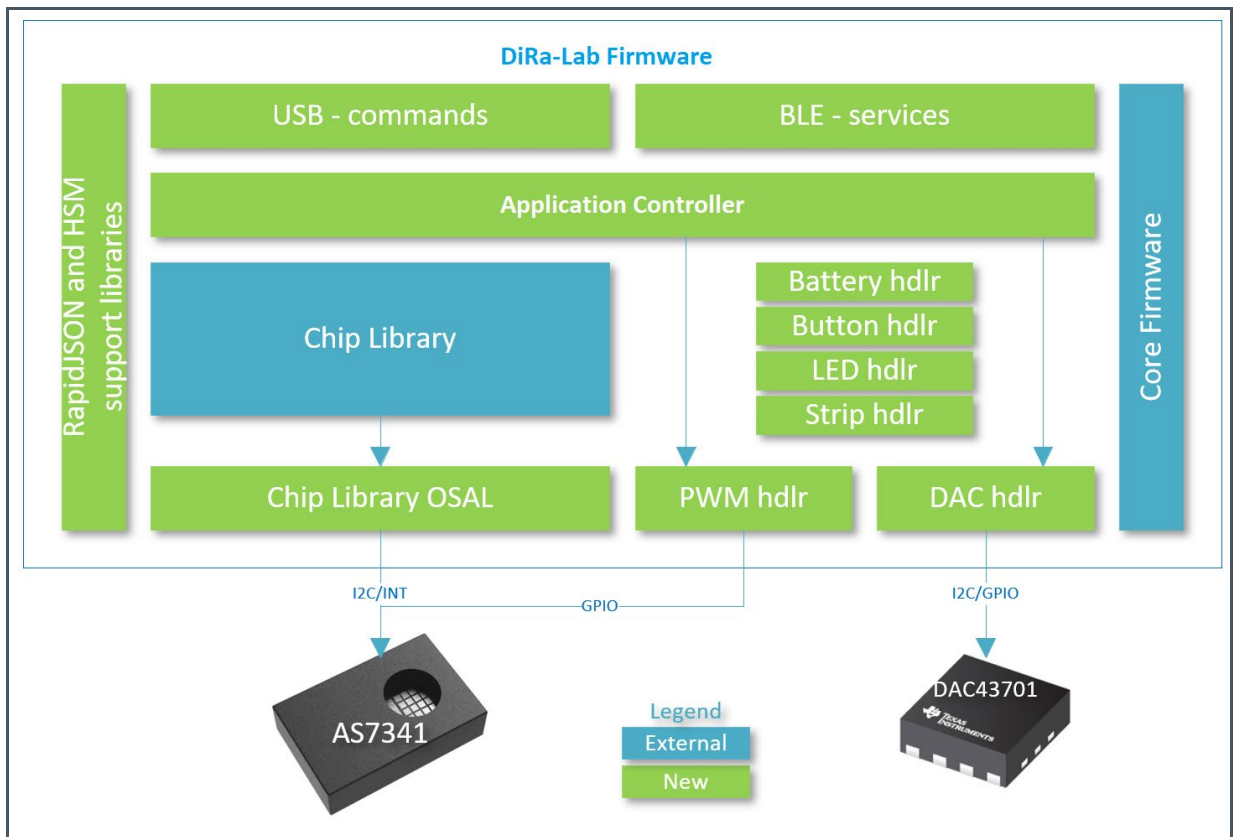 DiRa-Lab Firmware
RapidJSON and HSM
support libraries
USB - commands
BLE - services
Application Controller
Core Firmware
Chip Library
Battery hdlr
Button hdlr
LED hdlr
Strip hdlr
Chip Library OSAL
PWM hdlr
DAC hdlr
I2C/INT
GPIO
I2C/GPIO
AS7341
DAC43701
TEXAS
INSTRUMENTS
Legend
External
New